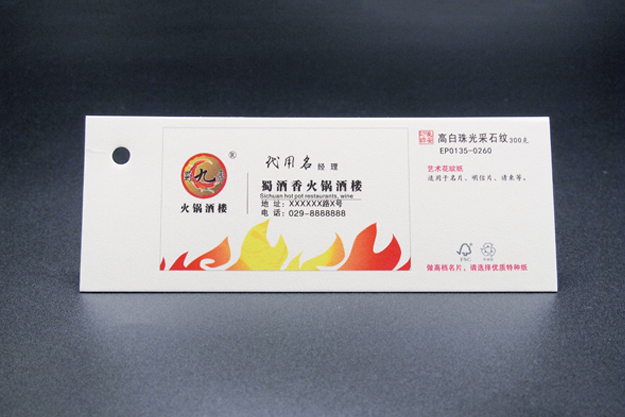 九
®
火锅酒楼
代用名 经理
蜀酒香火锅酒楼
Sichuan hot pot restaurants, wine
地 址：XXXXXX路X号
电 话：029-8888888
高白珠光采石纹 300克
EP0135-0260
艺术花纹纸
适用于名片、明信片、请柬等。
FSC
做高档名片，请选择优质特种纸